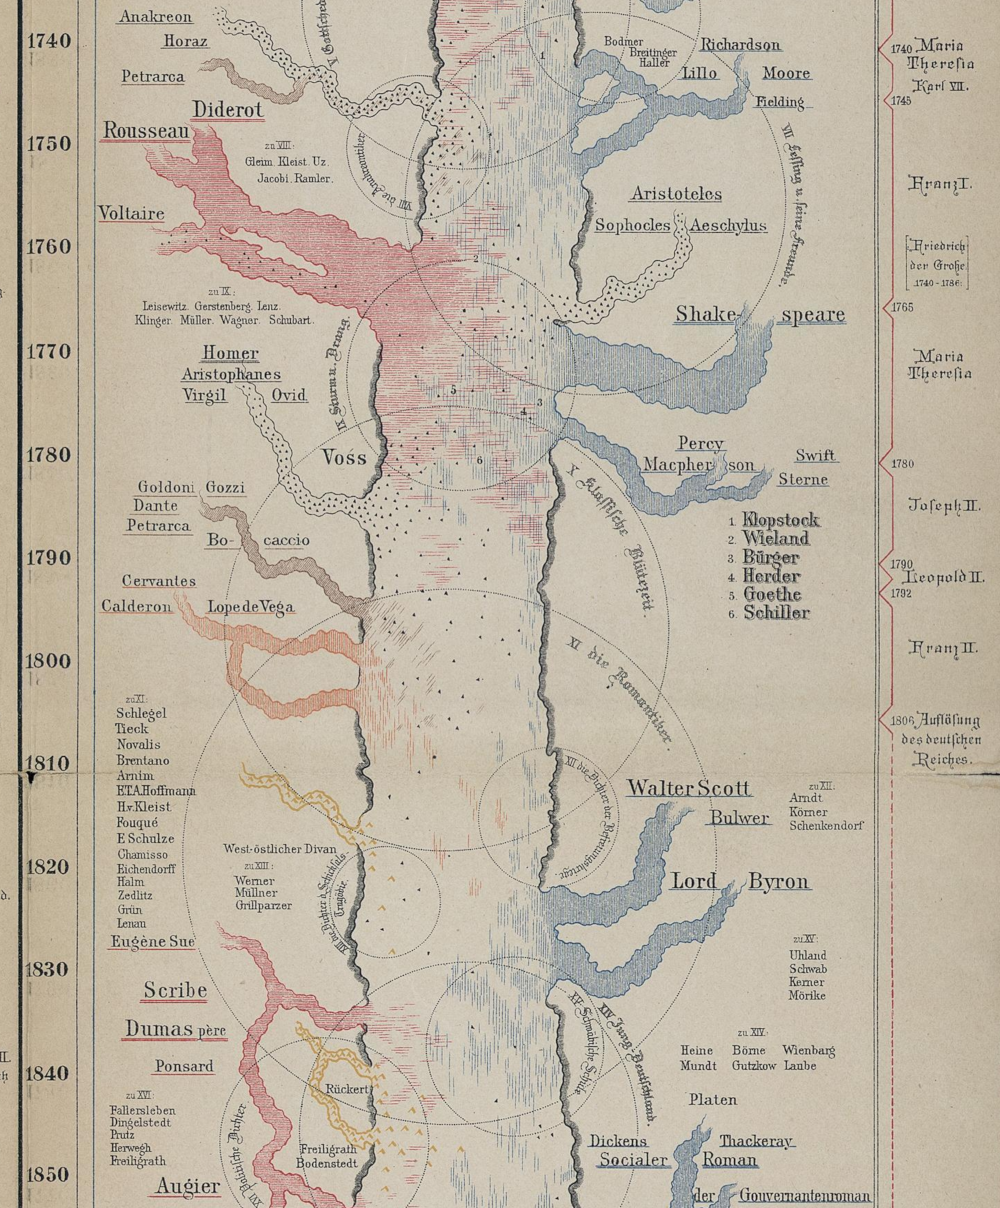 1740
1750
1760
1770
1780
1790
1800
1810
1820
1830
1840
1850
Anakreon
Horaz
Petrarca
Diderot
Rousseau
Voltaire
zu VIII:
Gleim. Kleist. Uz.
Jacobi. Ramler.
VIII die Anakreontiker
zu IX:
Leisewitz. Gerstenberg. Lenz.
Klinger. Müller. Wagner. Schubart.
IX Sturm u. Drang.
Homer
Aristophanes
Virgil Ovid
Voss
Goldoni Gozzi
Dante
Petrarca
Bo- caccio
Cervantes
Calderon Lope de Vega
zu XI:
Schlegel
Tieck
Novalis
Brentano
Arnim
E.T.A. Hoffmann
H.v. Kleist
Fouqué
E Schulze
Chamisso
Eichendorff
Halm
Zedlitz
Grün
Lenau
West-östlicher Divan
zu XIII:
Werner
Müllner
Grillparzer
XIII die Dichter d. Schicksals-
Tragödie.
Eugène Sue
Scribe
Dumas père
Ponsard
zu XVI:
Fallersleben
Dingelstedt
Prutz
Herwegh
Freiligrath
XVI Politische Dichter
Rückert
Freiligrath
Bodenstedt
Augier
1
2
5
3
4
6
Bodmer
Breitinger
Haller
Richardson
Lillo Moore
Fielding
VII Lessing u. seine Freunde.
Aristoteles
Sophocles Aeschylus
Shake- speare
Percy
Macpher son
Swift
Sterne
X Klassische Blütezeit.
1. Klopstock
2. Wieland
3. Bürger
4. Herder
5. Goethe
6. Schiller
XI die Romantiker.
XII die Dichter der Befreiungskriege.
Walter Scott
Bulwer
zu XII:
Arndt
Körner
Schenkendorf
Lord Byron
zu XV:
Uhland
Schwab
Kerner
Mörike
XV Schwäbische Schule
XIV Jung-Deutschland.
zu XIV:
Heine Börne Wienbarg
Mundt Gutzkow Laube
Platen
Dickens Thackeray
Socialer Roman
der Gouvernantenroman
1740 Maria
Theresia
Karl VII.
1745
Franz I.
[Friedrich
der Große
1740-1786.]
1765
Maria
Theresia
1780
Joseph II.
1790
Leopold II.
1792
Franz II.
1806 Auflösung
des deutschen
Reiches.